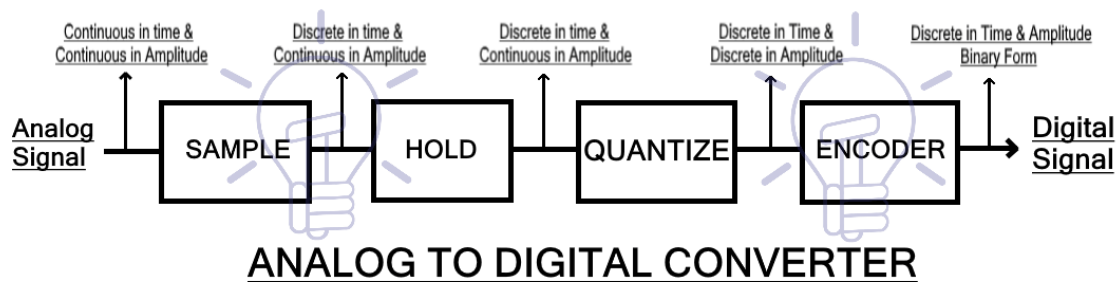 Continuous in time &
Continuous in Amplitude
Discrete in time &
Continuous in Amplitude
Discrete in time &
Continuous in Amplitude
Discrete in Time &
Discrete in Amplitude
Discrete in Time & Amplitude
Binary Form
Analog
Signal
SAMPLE
HOLD
QUANTIZE
ENCODER
Digital
Signal
ANALOG TO DIGITAL CONVERTER